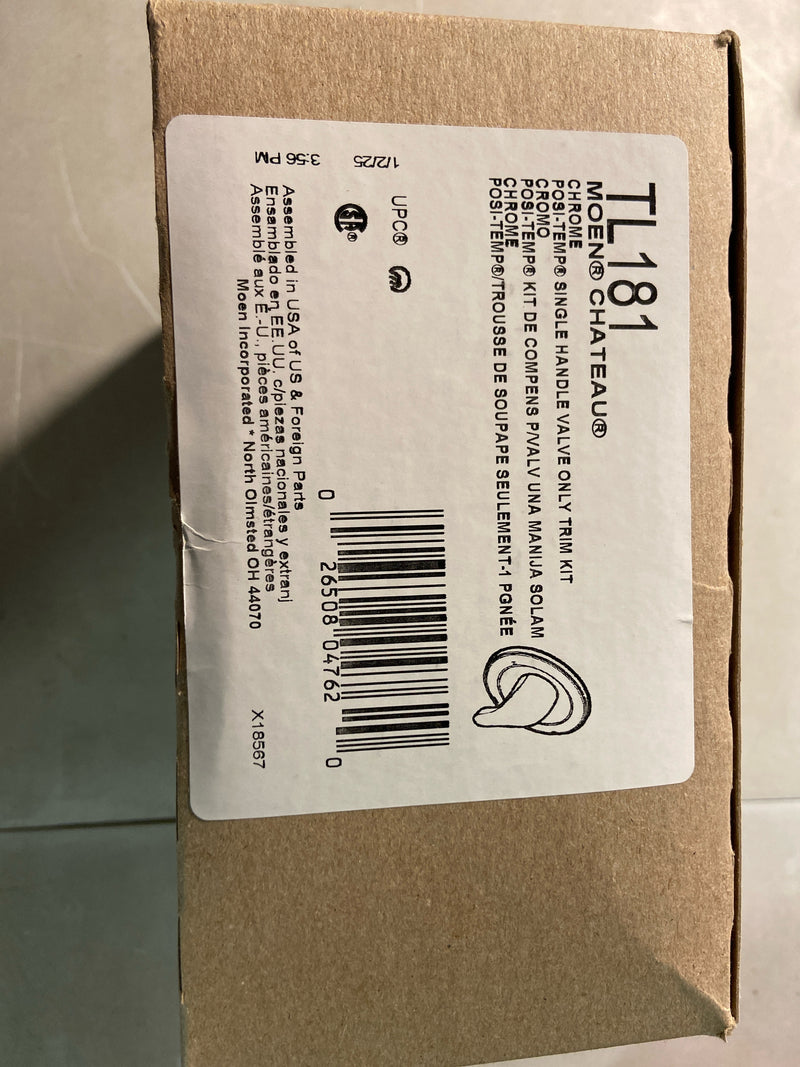 TL181
MOEN® CHATEAU®
CHROME
POSI-TEMP® SINGLE HANDLE VALVE ONLY TRIM KIT
CROMO
POSI-TEMP® KIT DE COMPENS P/VALV UNA MANIJA SOLAM
CHROME
POSI-TEMP®/TROUSSE DE SOUPAPE SEULEMENT-1 PGNÉE
UPC®
1/2/25
SA®
3:56 PM
0 26508 04762 0
Assembled in USA of US & Foreign Parts
Ensamblado en EE.UU. c/piezas nacionales y extranj
Assemblé aux É.-U., pièces américaines/étrangères
Moen Incorporated * North Olmsted OH 44070
X18567